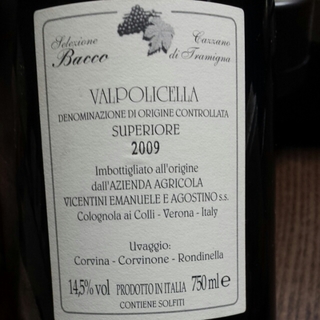 Selezione Cazzano
Bacco di Tramigna
VALPOLICELLA
DENOMINAZIONE DI ORIGINE CONTROLLATA
SUPERIORE
2009
Imbottigliato all'origine
dall'AZIENDA AGRICOLA
VICENTINI EMANUELE E AGOSTINO s.s.
Colognola ai Colli - Verona - Italy
Uvaggio:
Corvina - Corvinone - Rondinella
14,5% vol PRODOTTO IN ITALIA 750 ml e
CONTIENE SOLFITI